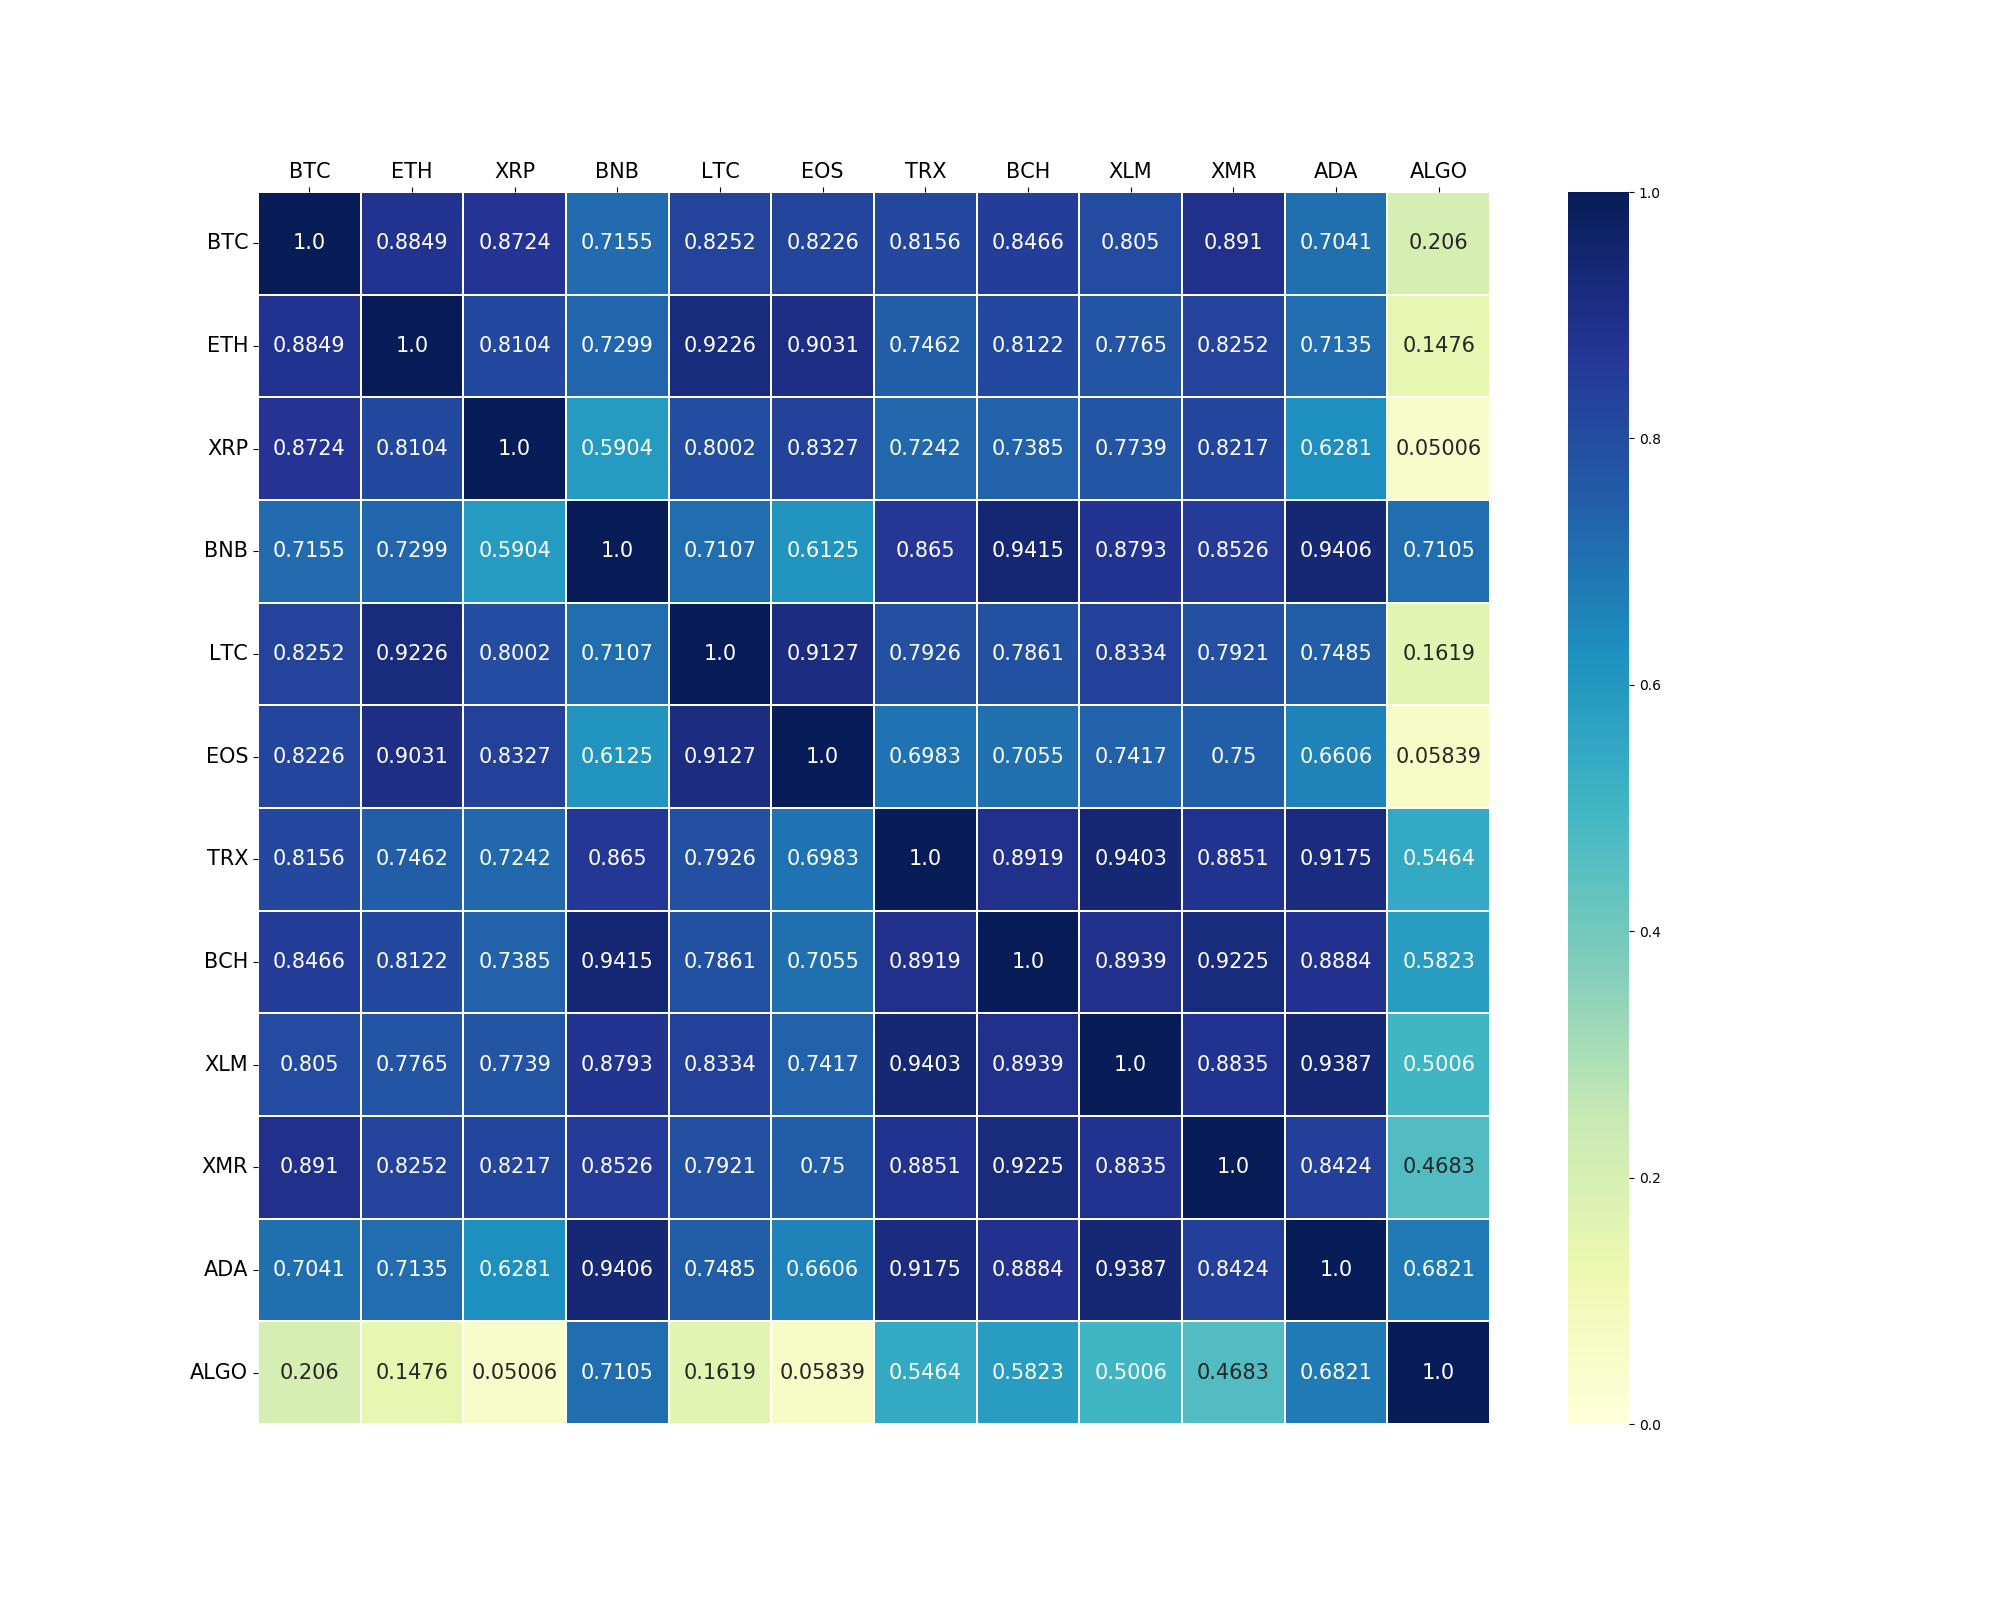 BTC ETH XRP BNB LTC EOS TRX BCH XLM XMR ADA ALGO
BTC 1.0 0.8849 0.8724 0.7155 0.8252 0.8226 0.8156 0.8466 0.805 0.891 0.7041 0.206
ETH 0.8849 1.0 0.8104 0.7299 0.9226 0.9031 0.7462 0.8122 0.7765 0.8252 0.7135 0.1476
XRP 0.8724 0.8104 1.0 0.5904 0.8002 0.8327 0.7242 0.7385 0.7739 0.8217 0.6281 0.05006
BNB 0.7155 0.7299 0.5904 1.0 0.7107 0.6125 0.865 0.9415 0.8793 0.8526 0.9406 0.7105
LTC 0.8252 0.9226 0.8002 0.7107 1.0 0.9127 0.7926 0.7861 0.8334 0.7921 0.7485 0.1619
EOS 0.8226 0.9031 0.8327 0.6125 0.9127 1.0 0.6983 0.7055 0.7417 0.75 0.6606 0.05839
TRX 0.8156 0.7462 0.7242 0.865 0.7926 0.6983 1.0 0.8919 0.9403 0.8851 0.9175 0.5464
BCH 0.8466 0.8122 0.7385 0.9415 0.7861 0.7055 0.8919 1.0 0.8939 0.9225 0.8884 0.5823
XLM 0.805 0.7765 0.7739 0.8793 0.8334 0.7417 0.9403 0.8939 1.0 0.8835 0.9387 0.5006
XMR 0.891 0.8252 0.8217 0.8526 0.7921 0.75 0.8851 0.9225 0.8835 1.0 0.8424 0.4683
ADA 0.7041 0.7135 0.6281 0.9406 0.7485 0.6606 0.9175 0.8884 0.9387 0.8424 1.0 0.6821
ALGO 0.206 0.1476 0.05006 0.7105 0.1619 0.05839 0.5464 0.5823 0.5006 0.4683 0.6821 1.0
1.0
0.8
0.6
0.4
0.2
0.0